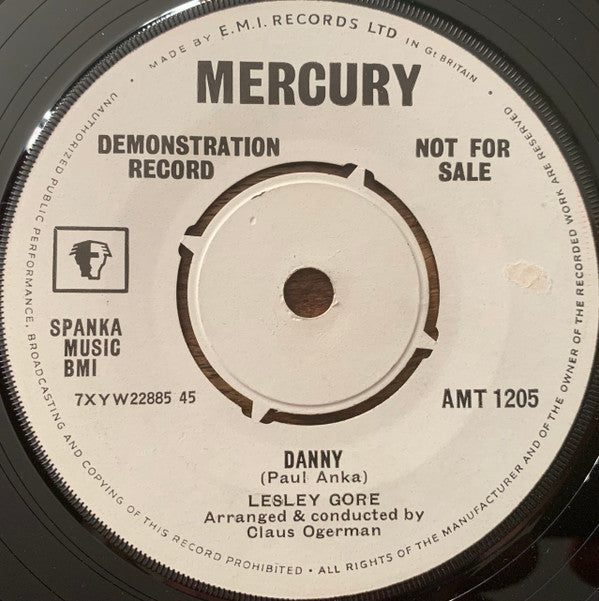 MADE BY E.M.I. RECORDS LTD IN Gt BRITAIN •
MERCURY
DEMONSTRATION
RECORD
NOT FOR
SALE
SPANKA
MUSIC
BMI
7XYW22885 45
AMT 1205
DANNY
(Paul Anka)
LESLEY GORE
Arranged & conducted by
Claus Ogerman
UNAUTHORIZED PUBLIC PERFORMANCE, BROADCASTING AND COPYING OF THIS RECORD PROHIBITED • ALL RIGHTS OF THE MANUFACTURER AND OF THE OWNER OF THE RECORDED WORK ARE RESERVED